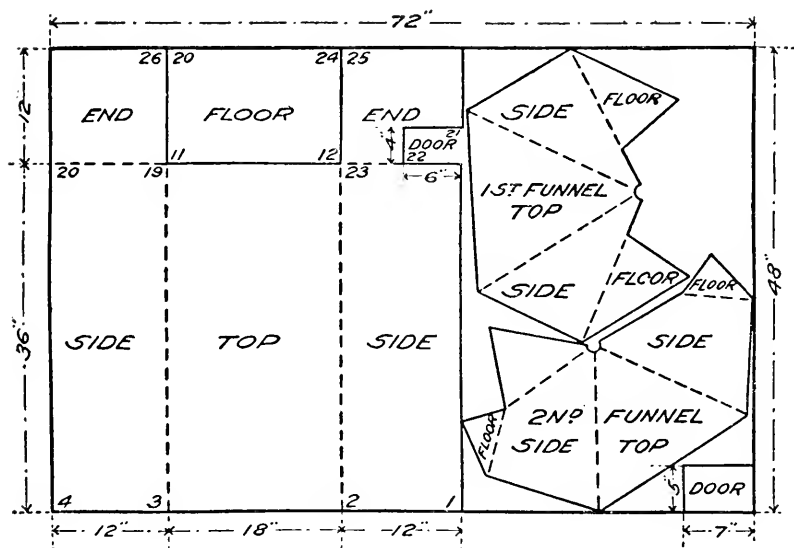 72"
26 20 24 25
12"
END FLOOR END
SIDE
FLOOR
4" DOOR 21
22
11 12
20 19 23
6"
1ST FUNNEL
TOP
SIDE
FLOOR
FLOOR
48"
36"
SIDE TOP SIDE
SIDE
2ND FUNNEL
SIDE TOP
FLOOR
5"
DOOR
4 3 2 1
12" 18" 12" 7"